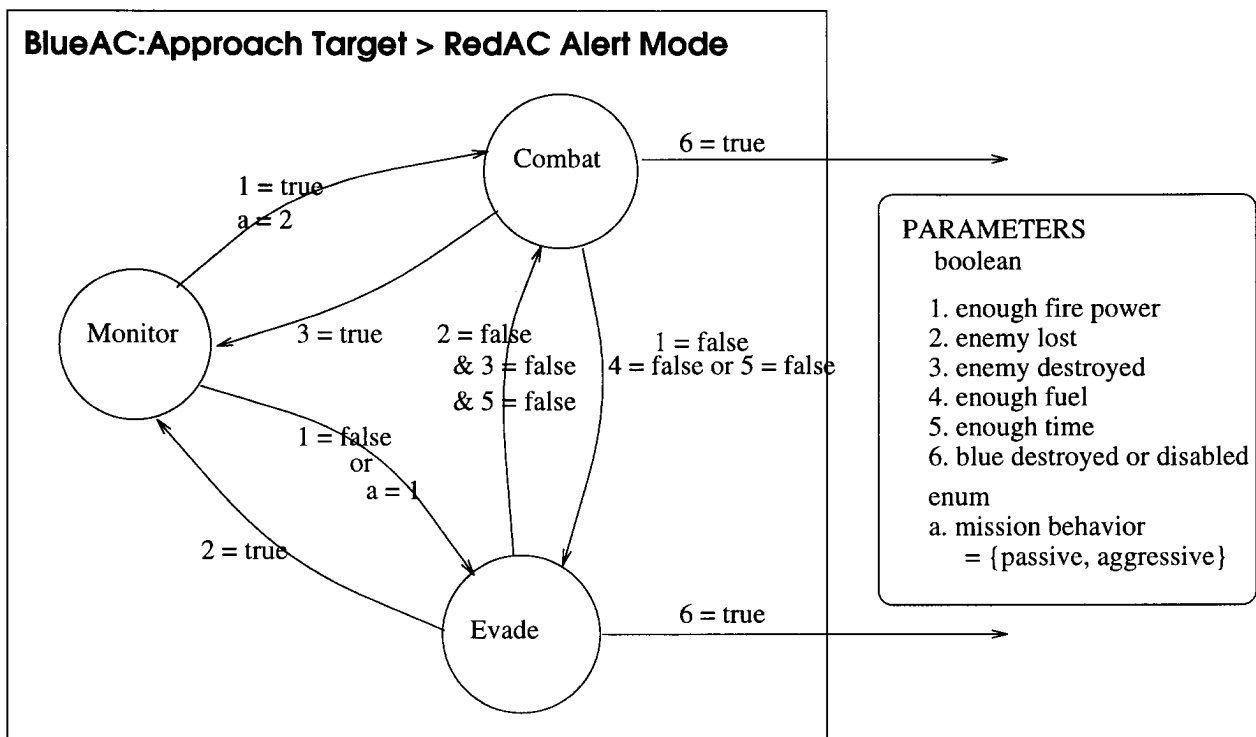 BlueAC:Approach Target > RedAC Alert Mode
Combat
6 = true
1 = true
a = 2
Monitor
3 = true
2 = false
& 3 = false
& 5 = false
1 = false
4 = false or 5 = false
1 = false
or
a = 1
2 = true
Evade
6 = true
PARAMETERS
boolean
1. enough fire power
2. enemy lost
3. enemy destroyed
4. enough fuel
5. enough time
6. blue destroyed or disabled
enum
a. mission behavior
= {passive, aggressive}